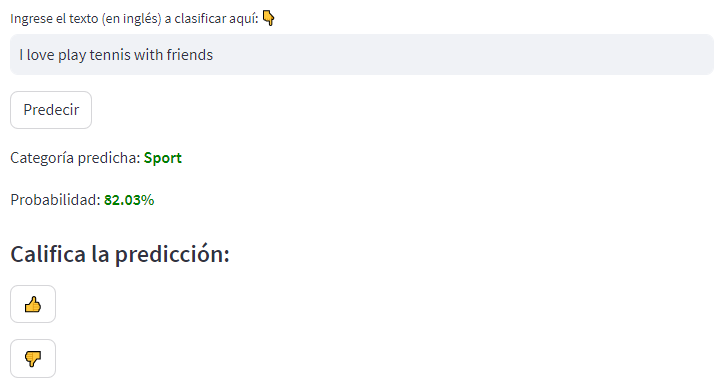 Ingrese el texto (en inglés) a clasificar aquí: 👇
I love play tennis with friends
Predecir
Categoría predicha: Sport
Probabilidad: 82.03%
Califica la predicción:
👍
👎